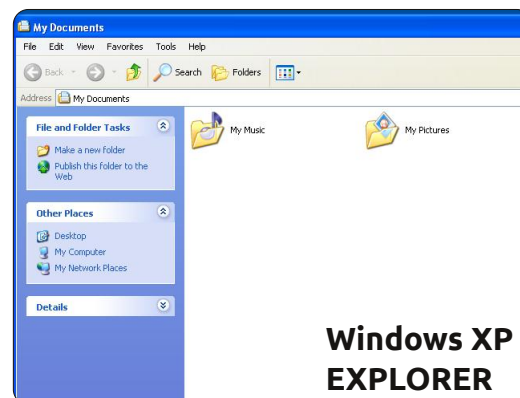 My Documents
File Edit View Favorites Tools Help
Back Search Folders
Address My Documents
File and Folder Tasks
Make a new folder
Publish this folder to the
Web
Other Places
Desktop
My Computer
My Network Places
Details
My Music
My Pictures
Windows XP
EXPLORER